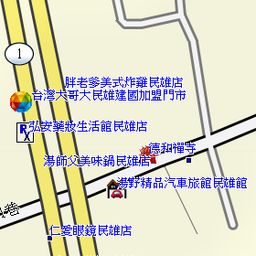 1
胖老爹美式炸雞民雄店
台灣大哥大民雄建國加盟門市
弘安藥妝生活館民雄店
德和禪寺
湯師父美味鍋民雄店
湯野精品汽車旅館民雄館
巷
仁愛眼鏡民雄店